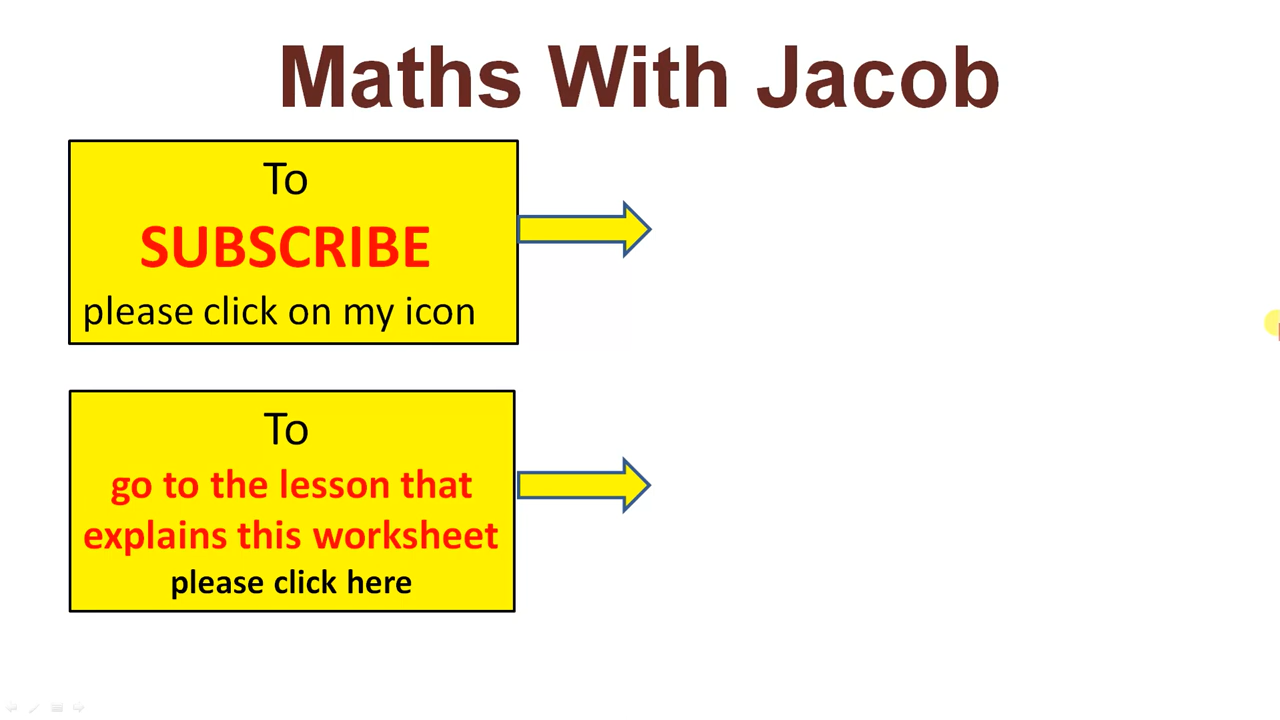 Maths With Jacob
To
SUBSCRIBE
please click on my icon
To
go to the lesson that
explains this worksheet
please click here